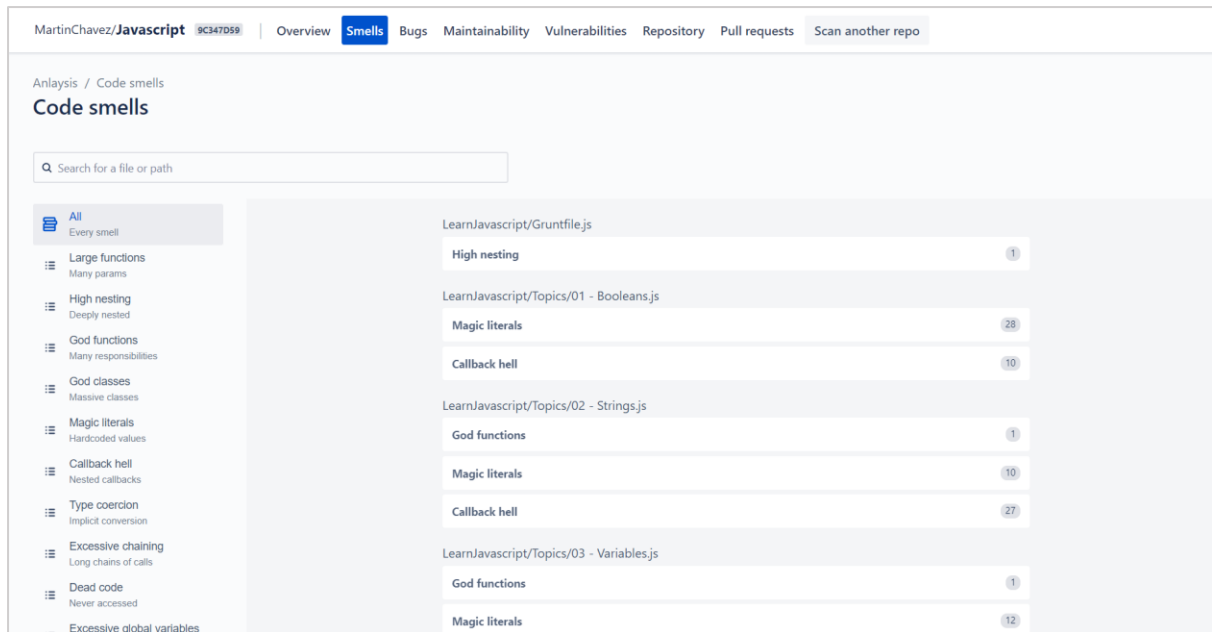 MartinChavez/Javascript 9C347D59 Overview Smells Bugs Maintainability Vulnerabilities Repository Pull requests Scan another repo
Anlaysis / Code smells
Code smells
Search for a file or path
All
Every smell
Large functions
Many params
High nesting
Deeply nested
God functions
Many responsibilities
God classes
Massive classes
Magic literals
Hardcoded values
Callback hell
Nested callbacks
Type coercion
Implicit conversion
Excessive chaining
Long chains of calls
Dead code
Never accessed
Excessive global variables
LearnJavascript/Gruntfile.js
High nesting 1
LearnJavascript/Topics/01 - Booleans.js
Magic literals 28
Callback hell 10
LearnJavascript/Topics/02 - Strings.js
God functions 1
Magic literals 10
Callback hell 27
LearnJavascript/Topics/03 - Variables.js
God functions 1
Magic literals 12